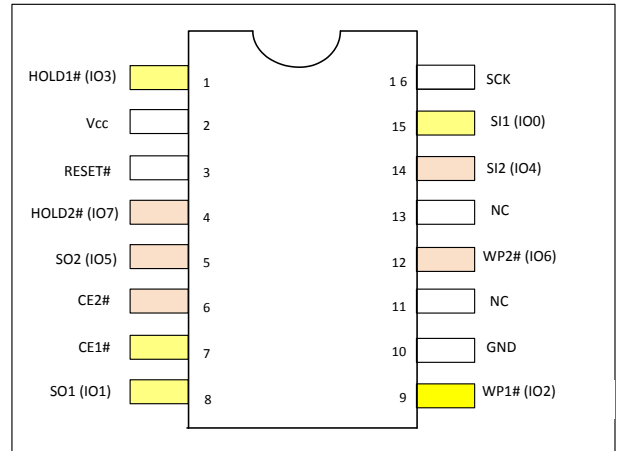 HOLD1# (IO3) 1 16 SCK
Vcc 2 15 SI1 (IO0)
RESET# 3 14 SI2 (IO4)
HOLD2# (IO7) 4 13 NC
SO2 (IO5) 5 12 WP2# (IO6)
CE2# 6 11 NC
CE1# 7 10 GND
SO1 (IO1) 8 9 WP1# (IO2)